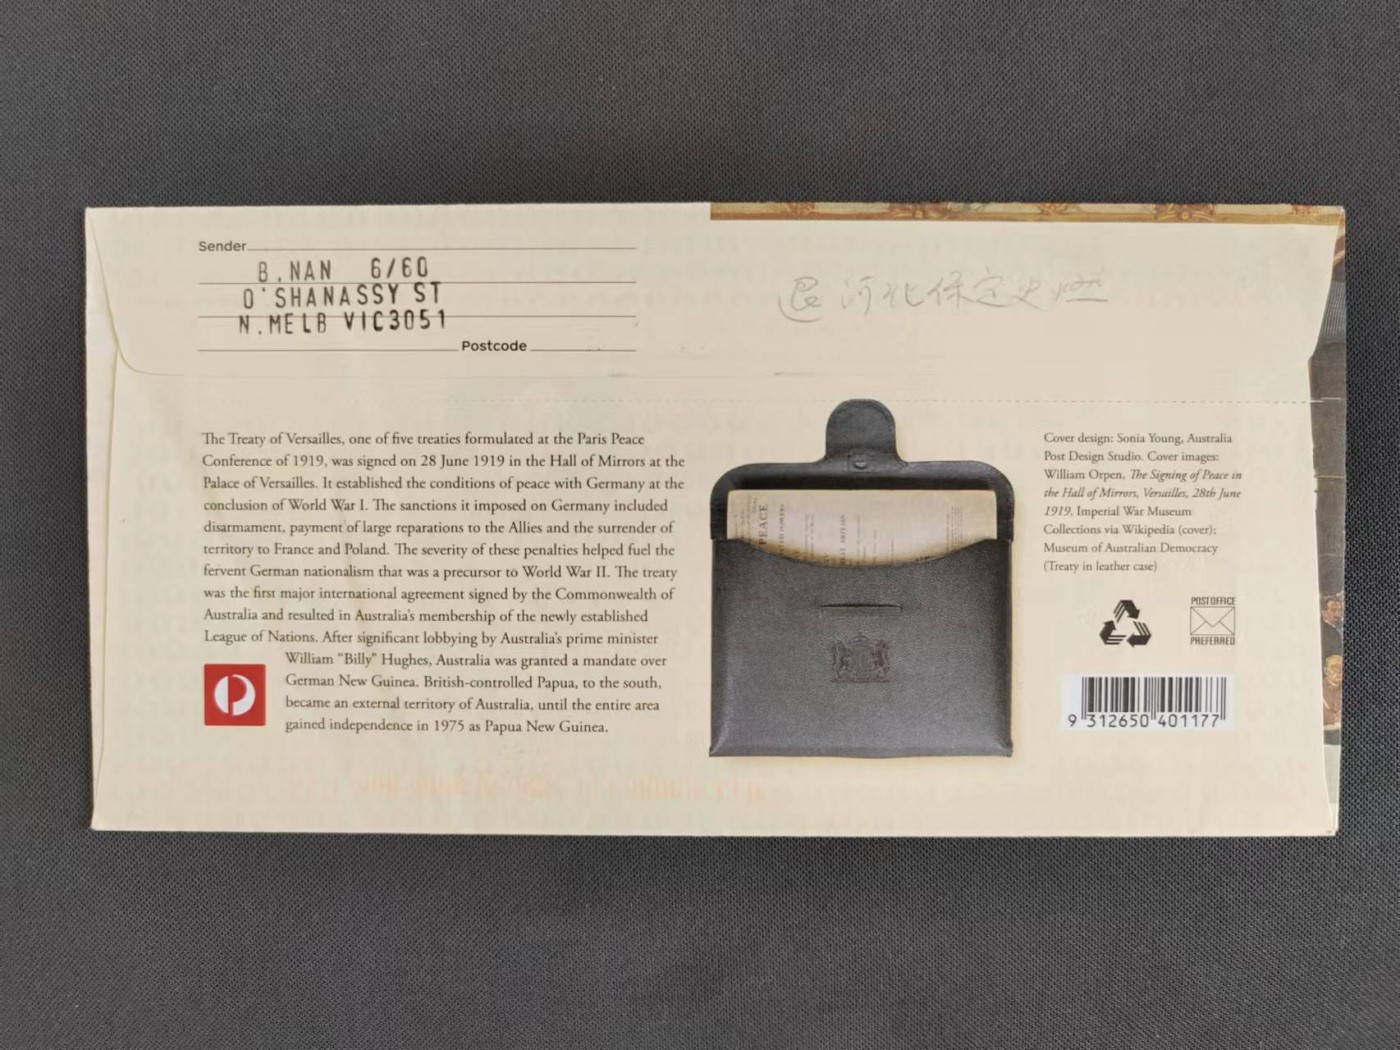 Sender
B.NAN 6/60
O'SHANASSY ST
N.MELB VIC3051
Postcode
退河北保定史燃
The Treaty of Versailles, one of five treaties formulated at the Paris Peace
Conference of 1919, was signed on 28 June 1919 in the Hall of Mirrors at the
Palace of Versailles. It established the conditions of peace with Germany at the
conclusion of World War I. The sanctions it imposed on Germany included
disarmament, payment of large reparations to the Allies and the surrender of
territory to France and Poland. The severity of these penalties helped fuel the
fervent German nationalism that was a precursor to World War II. The treaty
was the first major international agreement signed by the Commonwealth of
Australia and resulted in Australia's membership of the newly established
League of Nations. After significant lobbying by Australia's prime minister
William "Billy" Hughes, Australia was granted a mandate over
German New Guinea. British-controlled Papua, to the south,
became an external territory of Australia, until the entire area
gained independence in 1975 as Papua New Guinea.
PEACE
Cover design: Sonia Young, Australia
Post Design Studio. Cover images:
William Orpen, The Signing of Peace in
the Hall of Mirrors, Versailles, 28th June
1919, Imperial War Museum
Collections via Wikipedia (cover);
Museum of Australian Democracy
(Treaty in leather case)
POST OFFICE
PREFERRED
9 312650 401177